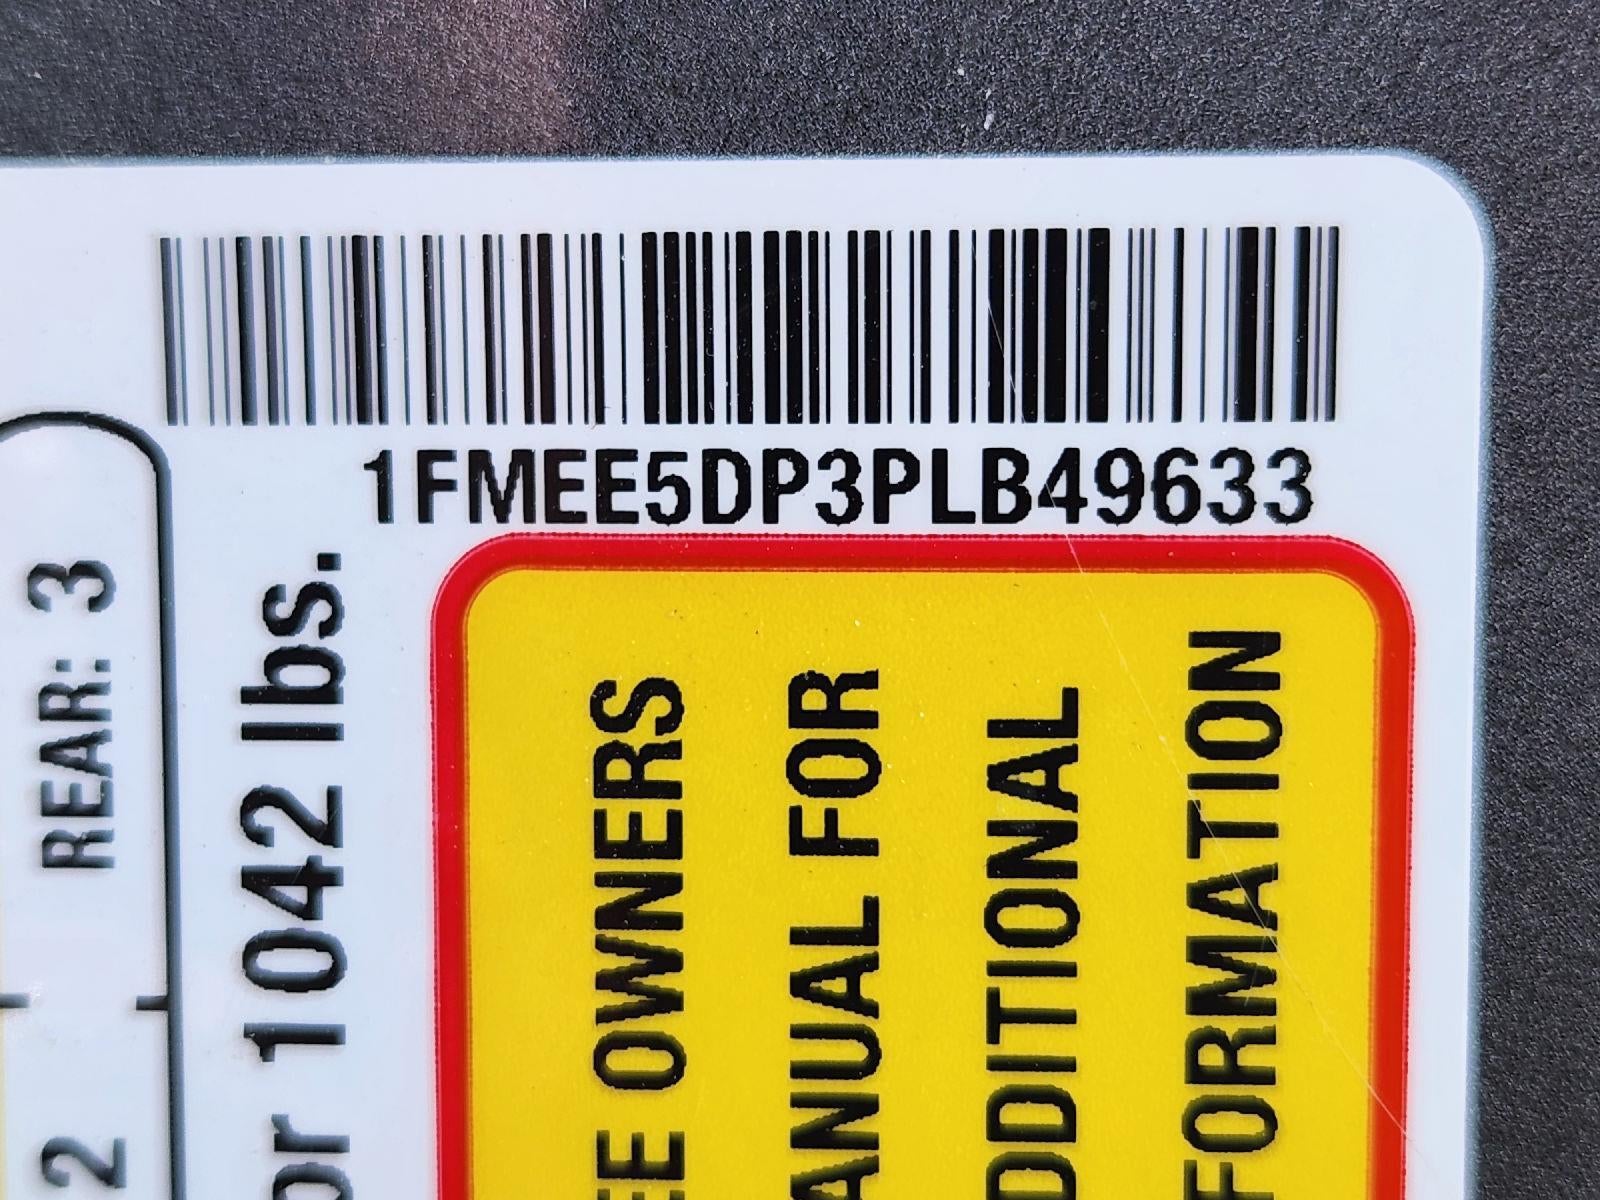 1FMEE5DP3PLB49633
REAR: 3
2
or 1042 lbs.
EE OWNERS
ANUAL FOR
DDITIONAL
FORMATION